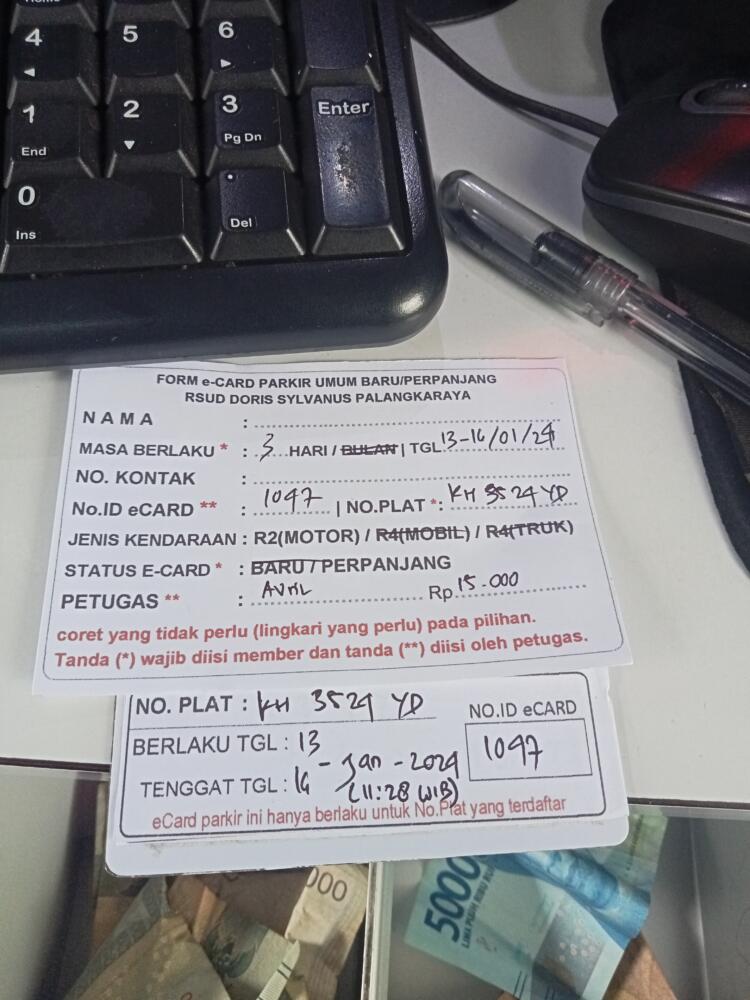 4
5
6
1
End
2
3
Pg Dn
Enter
0
Ins
.
Del
FORM e-CARD PARKIR UMUM BARU/PERPANJANG
RSUD DORIS SYLVANUS PALANGKARAYA
NAMA :
MASA BERLAKU * : 3 HARI / BULAN | TGL 13-16/01/24
NO. KONTAK :
No.ID eCARD ** : 1047 | NO.PLAT *: KH 3524 YD
JENIS KENDARAAN : R2(MOTOR) / R4(MOBIL) / R4(TRUK)
STATUS E-CARD * : BARU / PERPANJANG
PETUGAS ** : Rp 15.000
coret yang tidak perlu (lingkari yang perlu) pada pilihan.
Tanda (*) wajib diisi member dan tanda (**) diisi oleh petugas.
NO. PLAT : KH 3524 YD
NO.ID eCARD
1047
BERLAKU TGL : 13
- Jan - 2024
TENGGAT TGL : 16 (11:28 WIB)
eCard parkir ini hanya berlaku untuk No.Plat yang terdaftar
000
5000